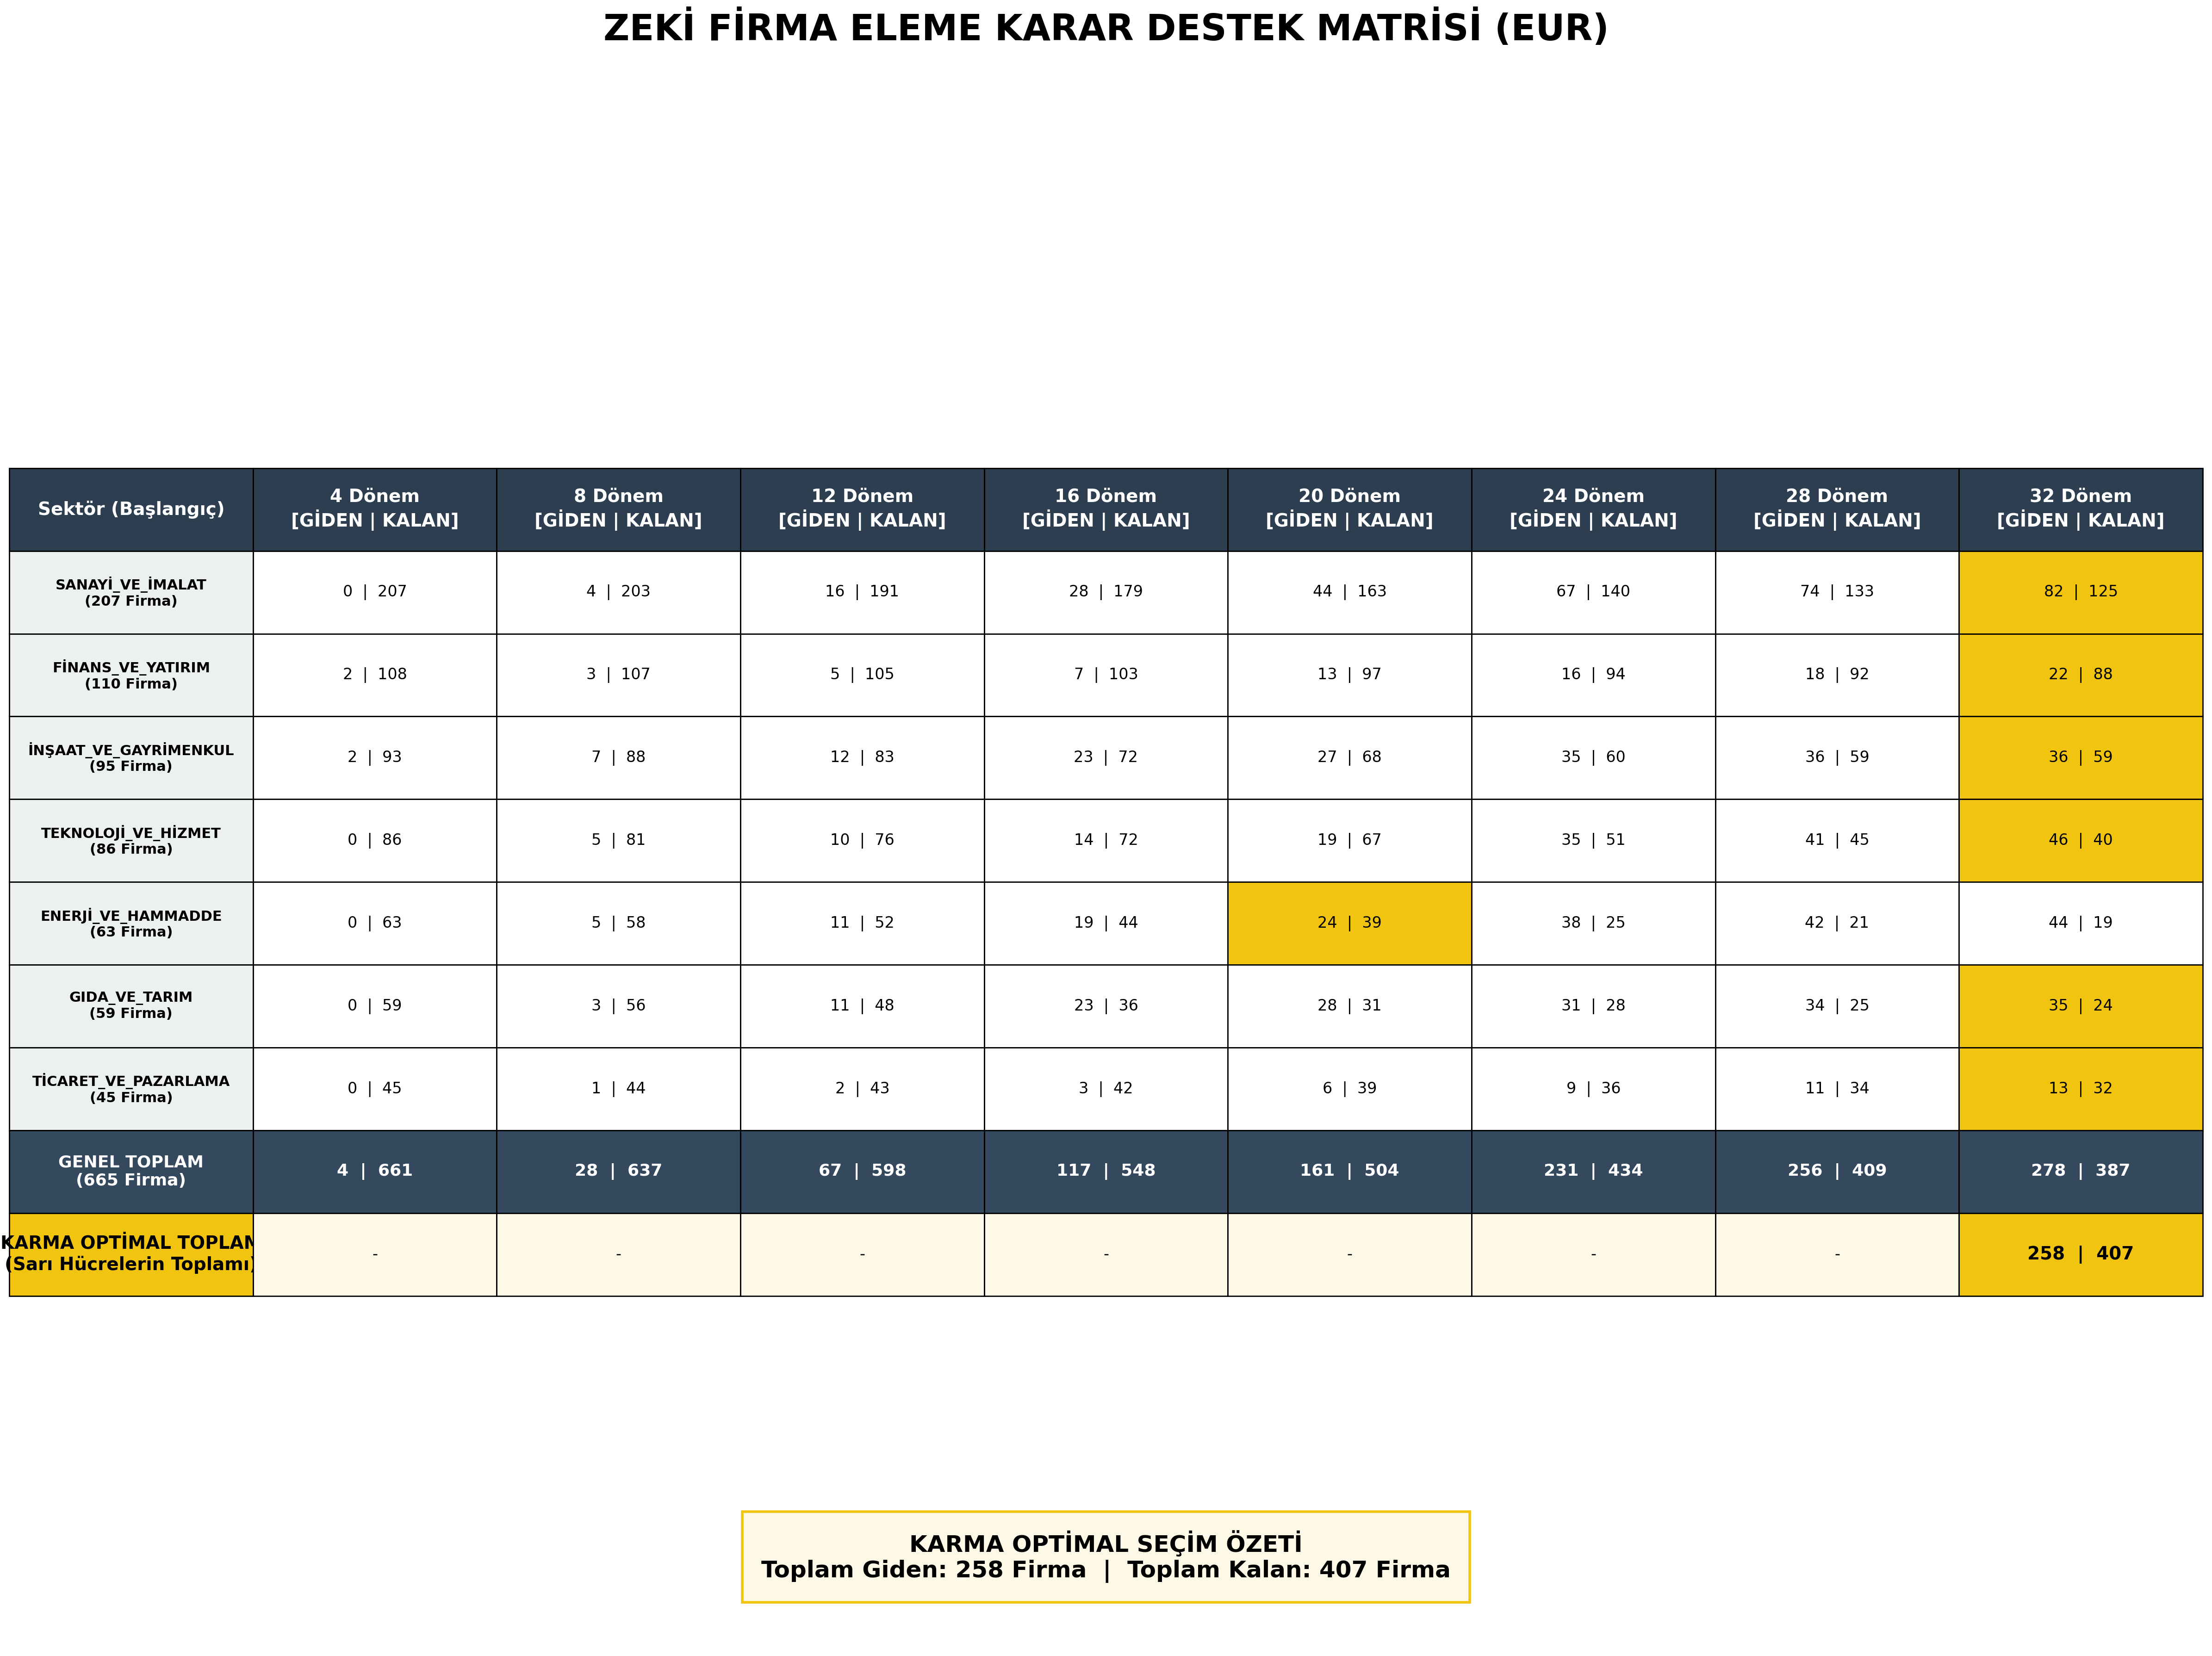 ZEKİ FİRMA ELEME KARAR DESTEK MATRİSİ (EUR)
Sektör (Başlangıç)
4 Dönem
[GİDEN | KALAN]
8 Dönem
[GİDEN | KALAN]
12 Dönem
[GİDEN | KALAN]
16 Dönem
[GİDEN | KALAN]
20 Dönem
[GİDEN | KALAN]
24 Dönem
[GİDEN | KALAN]
28 Dönem
[GİDEN | KALAN]
32 Dönem
[GİDEN | KALAN]
SANAYİ_VE_İMALAT
(207 Firma)
0 | 207
4 | 203
16 | 191
28 | 179
44 | 163
67 | 140
74 | 133
82 | 125
FİNANS_VE_YATIRIM
(110 Firma)
2 | 108
3 | 107
5 | 105
7 | 103
13 | 97
16 | 94
18 | 92
22 | 88
İNŞAAT_VE_GAYRİMENKUL
(95 Firma)
2 | 93
7 | 88
12 | 83
23 | 72
27 | 68
35 | 60
36 | 59
36 | 59
TEKNOLOJİ_VE_HİZMET
(86 Firma)
0 | 86
5 | 81
10 | 76
14 | 72
19 | 67
35 | 51
41 | 45
46 | 40
ENERJİ_VE_HAMMADDE
(63 Firma)
0 | 63
5 | 58
11 | 52
19 | 44
24 | 39
38 | 25
42 | 21
44 | 19
GIDA_VE_TARIM
(59 Firma)
0 | 59
3 | 56
11 | 48
23 | 36
28 | 31
31 | 28
34 | 25
35 | 24
TİCARET_VE_PAZARLAMA
(45 Firma)
0 | 45
1 | 44
2 | 43
3 | 42
6 | 39
9 | 36
11 | 34
13 | 32
GENEL TOPLAM
(665 Firma)
4 | 661
28 | 637
67 | 598
117 | 548
161 | 504
231 | 434
256 | 409
278 | 387
KARMA OPTİMAL TOPLAM
(Sarı Hücrelerin Toplamı)
-
-
-
-
-
-
-
258 | 407
KARMA OPTİMAL SEÇİM ÖZETİ
Toplam Giden: 258 Firma | Toplam Kalan: 407 Firma